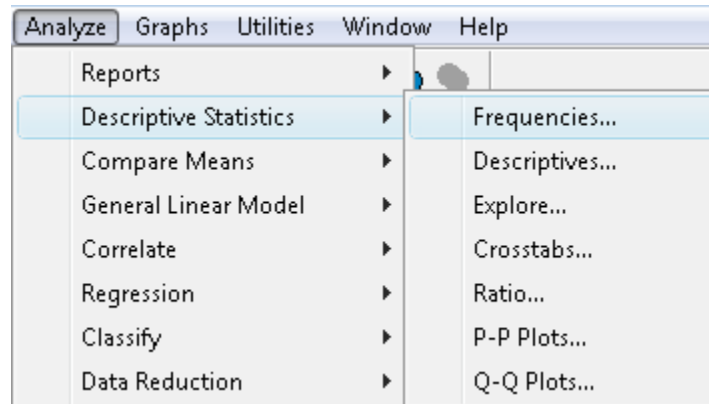 Analyze Graphs Utilities Window Help
Reports
Descriptive Statistics
Compare Means
General Linear Model
Correlate
Regression
Classify
Data Reduction
Frequencies...
Descriptives...
Explore...
Crosstabs...
Ratio...
P-P Plots...
Q-Q Plots...